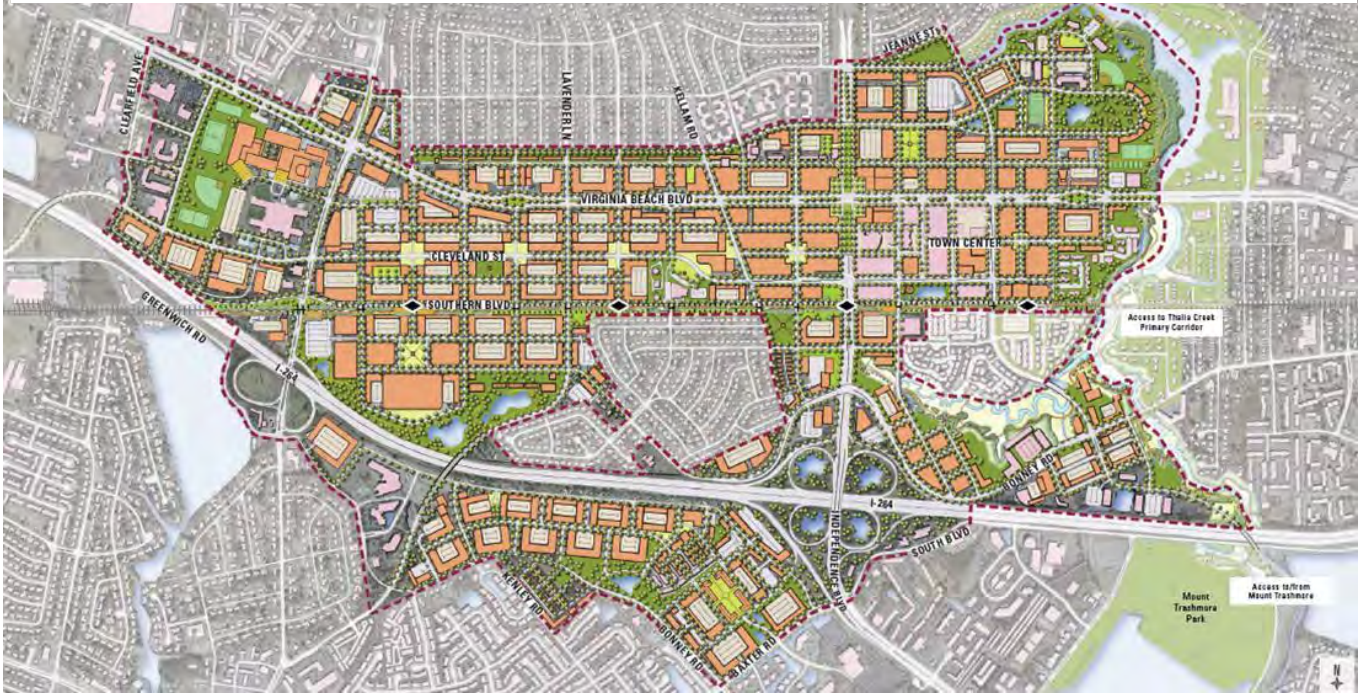 JEANNE ST
CLEARFIELD AVE
LAVENDER LN
KELLAM RD
VIRGINIA BEACH BLVD
TOWN CENTER
CLEVELAND ST
SOUTHERN BLVD
GREENWICH RD
Access to Thalia Creek
Primary Corridor
I-264
BONNEY RD
I-264
INDEPENDENCE BLVD
SOUTH BLVD
KENLEY RD
BONNEY RD
BAXTER RD
Mount
Trashmore
Park
Access to/from
Mount Trashmore
N